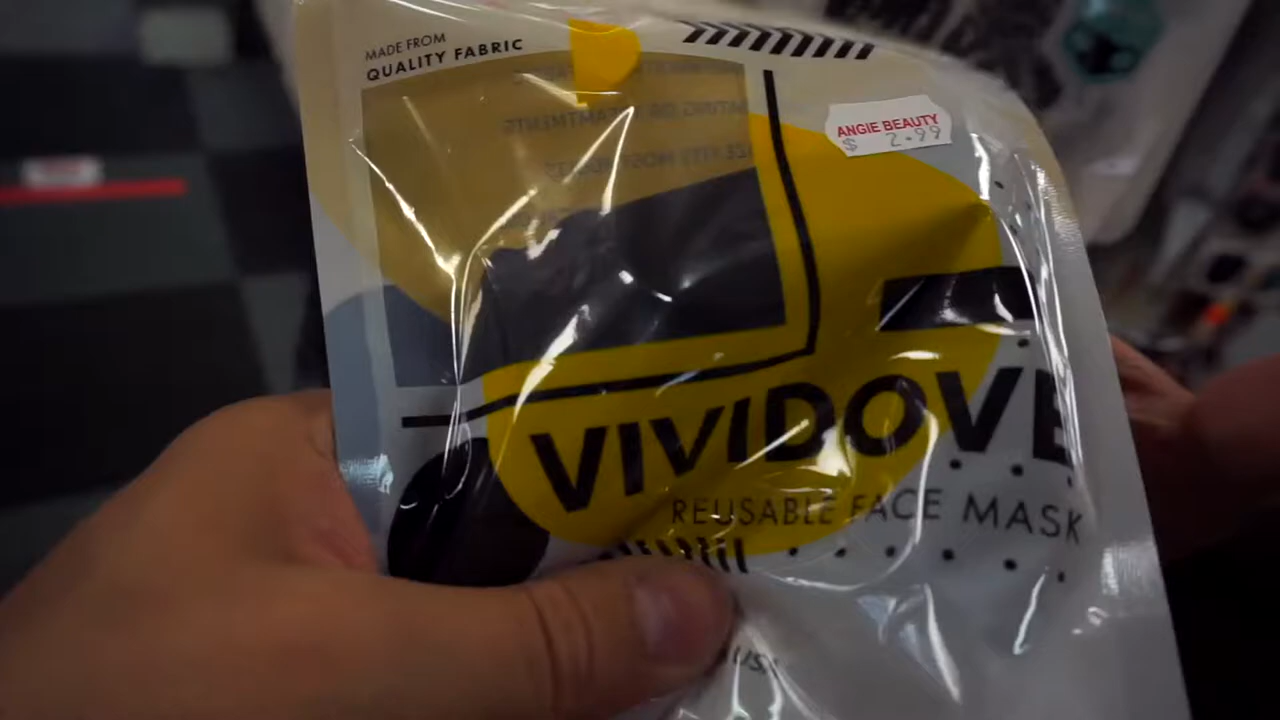 MADE FROM
QUALITY FABRIC
ANGIE BEAUTY
$ 2.99
VIVIDOVE
REUSABLE FACE MASK